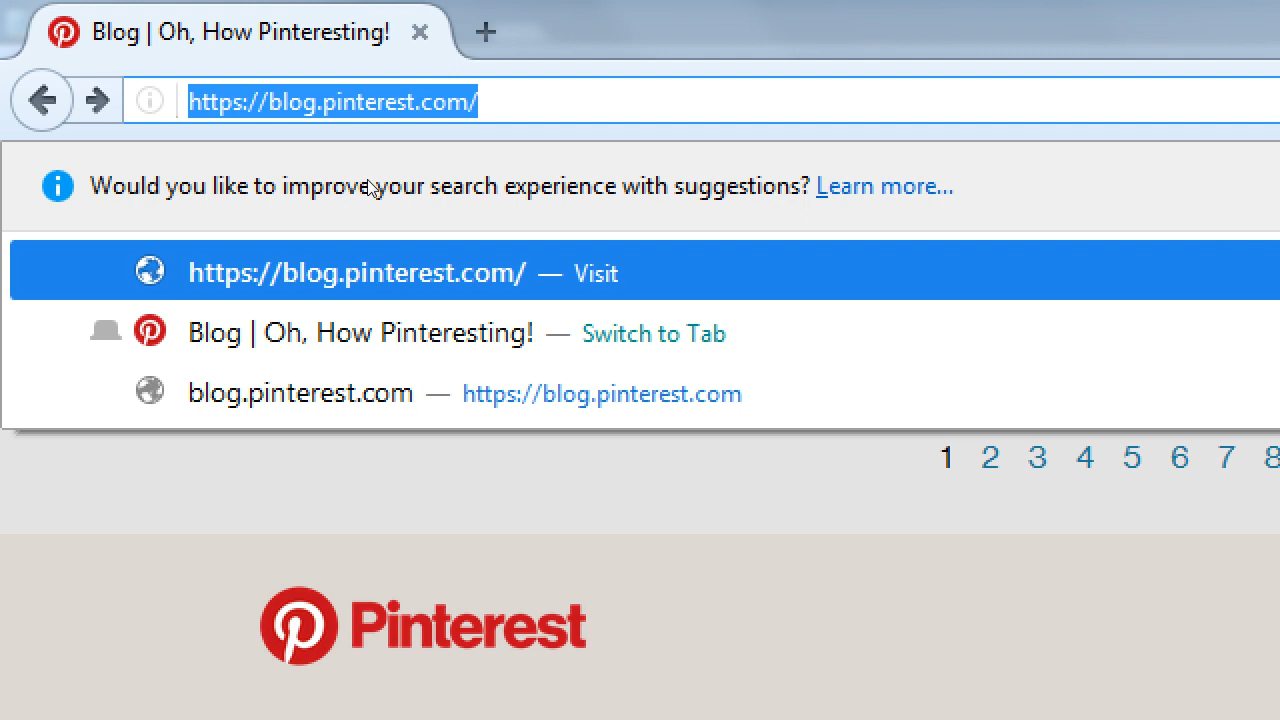 Blog | Oh, How Pinteresting!
https://blog.pinterest.com/
Would you like to improve your search experience with suggestions? Learn more...
https://blog.pinterest.com/ — Visit
Blog | Oh, How Pinteresting! — Switch to Tab
blog.pinterest.com — https://blog.pinterest.com
1 2 3 4 5 6 7 8
Pinterest